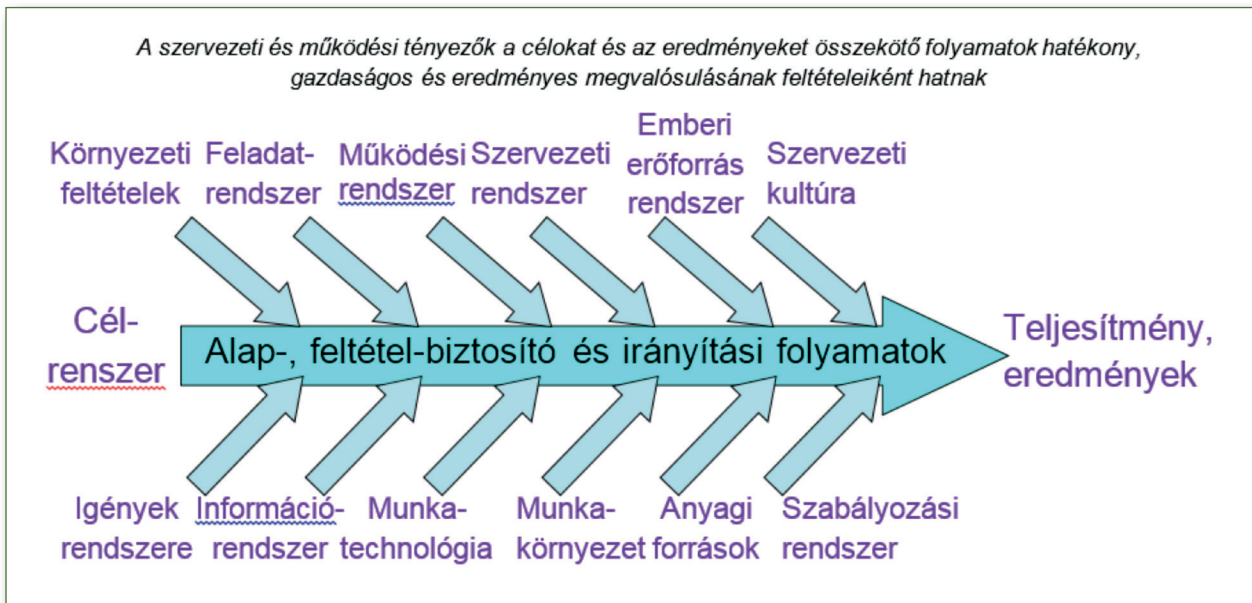 A szervezeti és működési tényezők a célokat és az eredményeket összekötő folyamatok hatékony,
gazdaságos és eredményes megvalósulásának feltételeiként hatnak
Környezeti
feltételek
Feladat-
rendszer
Működési
rendszer
Szervezeti
rendszer
Emberi
erőforrás
rendszer
Szervezeti
kultúra
Cél-
renszer
Alap-, feltétel-biztosító és irányítási folyamatok
Teljesítmény,
eredmények
Igények
rendszere
Információ-
rendszer
Munka-
technológia
Munka-
környezet
Anyagi
források
Szabályozási
rendszer